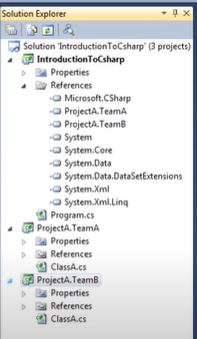 Solution Explorer
Solution 'IntroductionToCsharp' (3 projects)
IntroductionToCsharp
Properties
References
Microsoft.CSharp
ProjectA.TeamA
ProjectA.TeamB
System
System.Core
System.Data
System.Data.DataSetExtensions
System.Xml
System.Xml.Linq
Program.cs
ProjectA.TeamA
Properties
References
ClassA.cs
ProjectA.TeamB
Properties
References
ClassA.cs